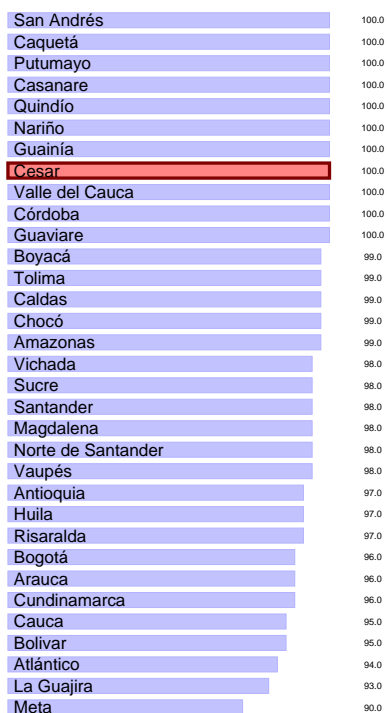 San Andrés 100.0
Caquetá 100.0
Putumayo 100.0
Casanare 100.0
Quindío 100.0
Nariño 100.0
Guainía 100.0
Cesar 100.0
Valle del Cauca 100.0
Córdoba 100.0
Guaviare 100.0
Boyacá 99.0
Tolima 99.0
Caldas 99.0
Chocó 99.0
Amazonas 99.0
Vichada 98.0
Sucre 98.0
Santander 98.0
Magdalena 98.0
Norte de Santander 98.0
Vaupés 98.0
Antioquia 97.0
Huila 97.0
Risaralda 97.0
Bogotá 96.0
Arauca 96.0
Cundinamarca 96.0
Cauca 95.0
Bolivar 95.0
Atlántico 94.0
La Guajira 93.0
Meta 90.0